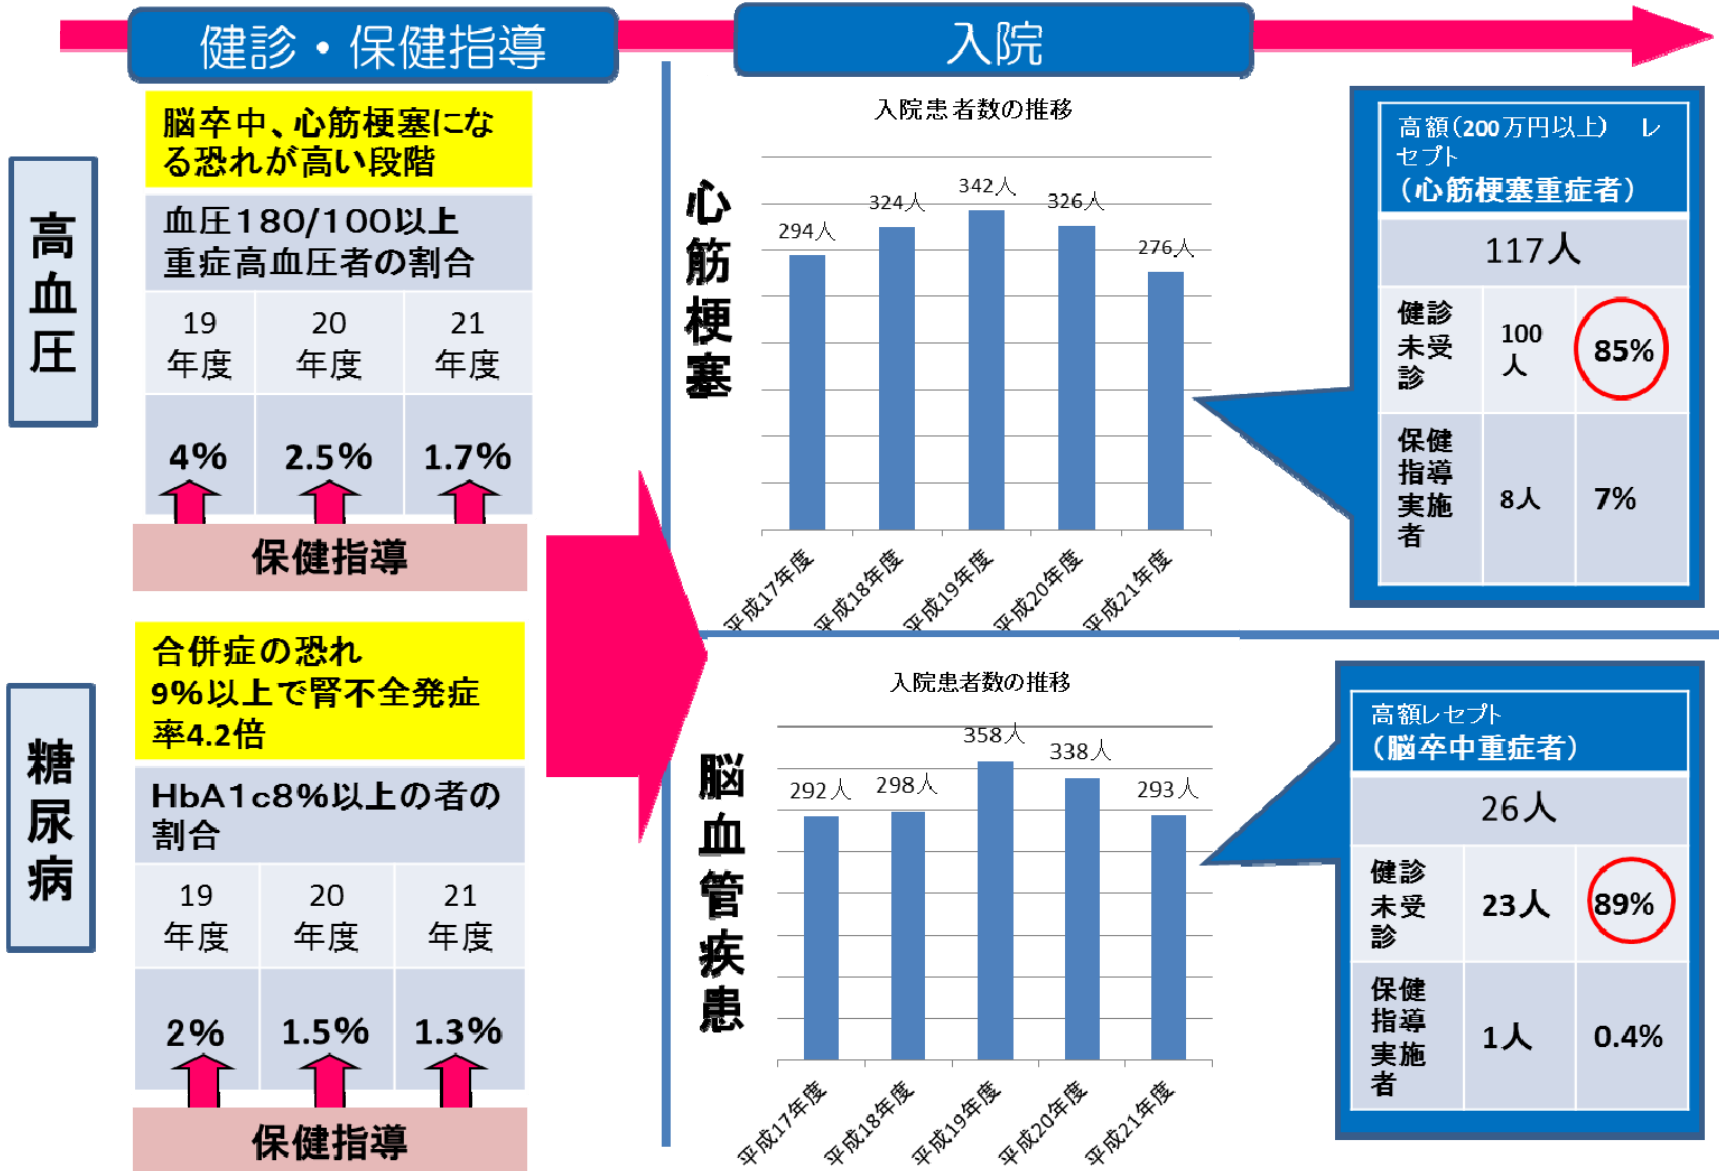 健診・保健指導
入院
高血圧
脳卒中、心筋梗塞にな
る恐れが高い段階
血圧180/100以上
重症高血圧者の割合
19
年度
20
年度
21
年度
4%
2.5%
1.7%
保健指導
心筋梗塞
入院患者数の推移
294人
324人
342人
326人
276人
平成17年度
平成18年度
平成19年度
平成20年度
平成21年度
高額(200万円以上) レ
セプト
(心筋梗塞重症者)
117人
健診
未受
診
100
人
85%
保健
指導
実施
者
8人
7%
糖尿病
合併症の恐れ
9%以上で腎不全発症
率4.2倍
HbA1c8%以上の者の
割合
19
年度
20
年度
21
年度
2%
1.5%
1.3%
保健指導
脳血管疾患
入院患者数の推移
292人
298人
358人
338人
293人
平成17年度
平成18年度
平成19年度
平成20年度
平成21年度
高額レセプト
(脳卒中重症者)
26人
健診
未受
診
23人
89%
保健
指導
実施
者
1人
0.4%